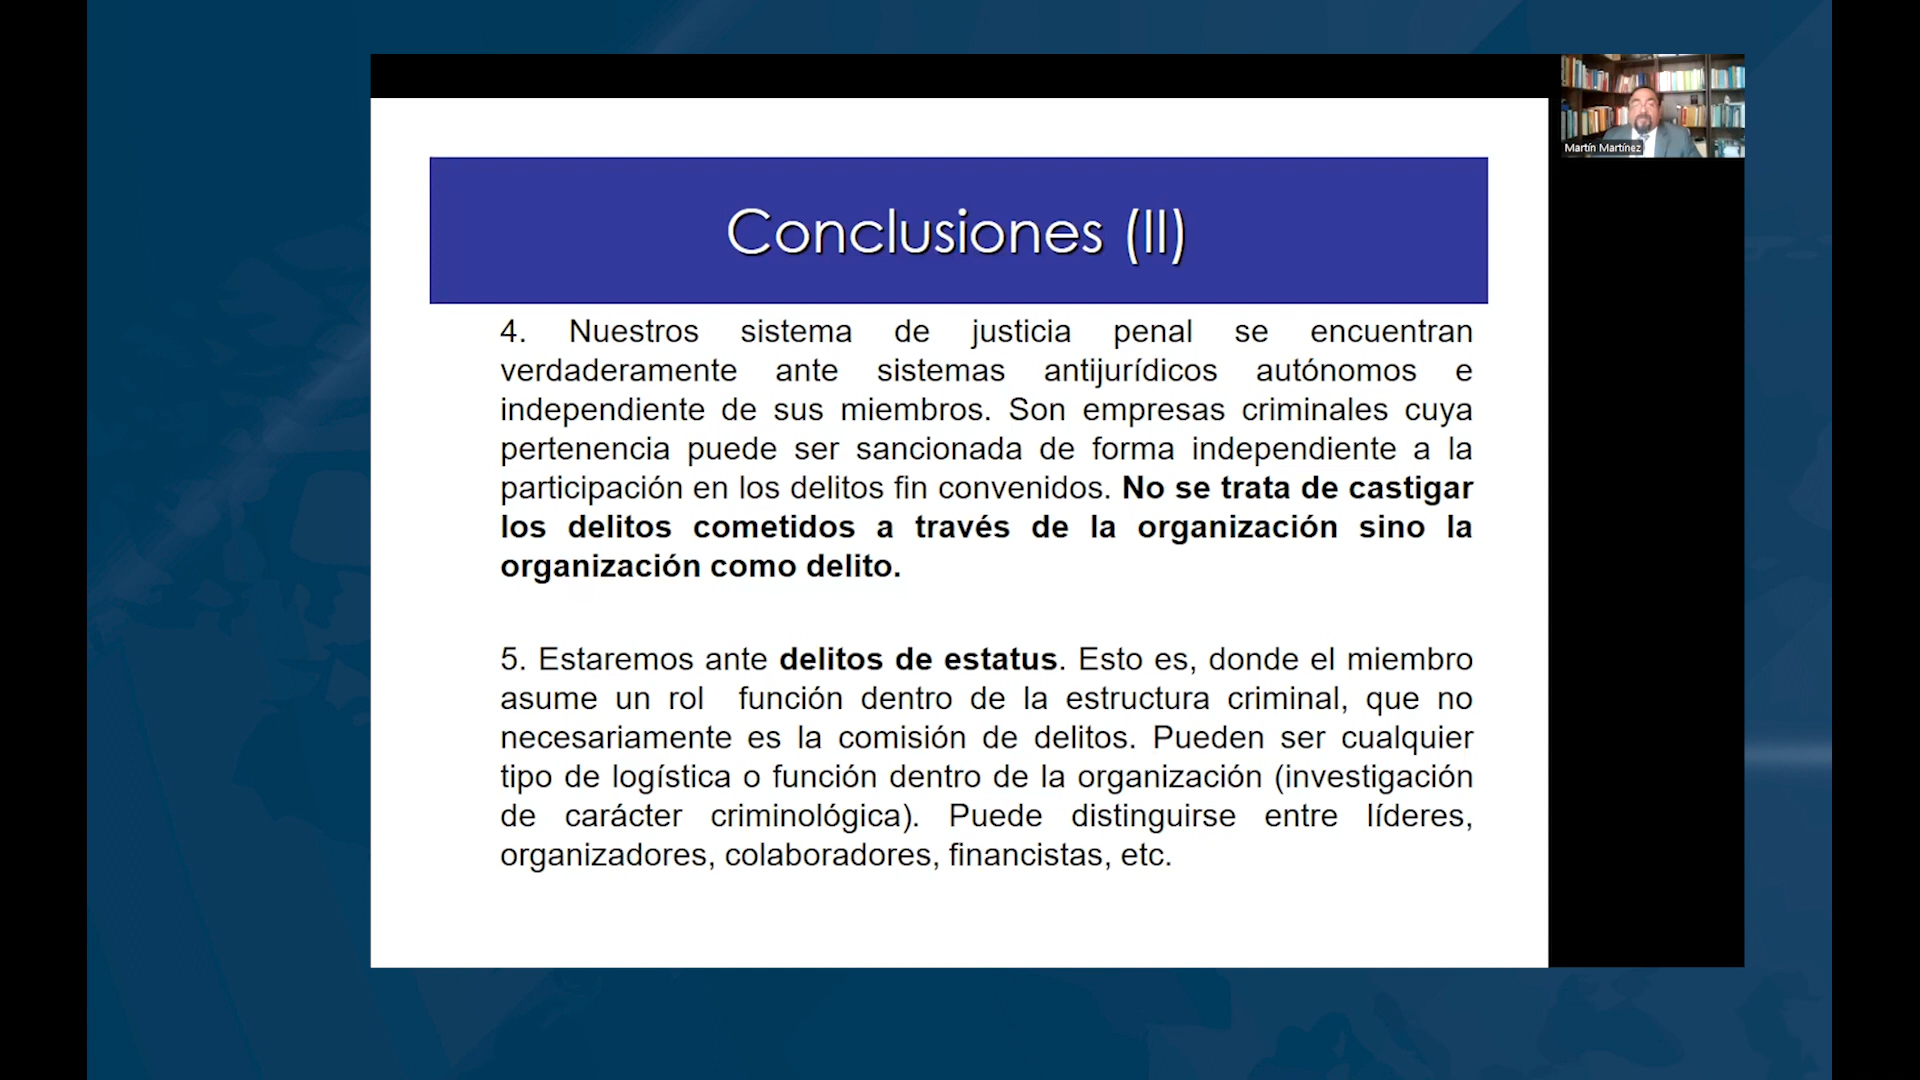 Martín Martínez
Conclusiones (II)
4. Nuestros sistema de justicia penal se encuentran
verdaderamente ante sistemas antijurídicos autónomos e
independiente de sus miembros. Son empresas criminales cuya
pertenencia puede ser sancionada de forma independiente a la
participación en los delitos fin convenidos. No se trata de castigar
los delitos cometidos a través de la organización sino la
organización como delito.
5. Estaremos ante delitos de estatus. Esto es, donde el miembro
asume un rol función dentro de la estructura criminal, que no
necesariamente es la comisión de delitos. Pueden ser cualquier
tipo de logística o función dentro de la organización (investigación
de carácter criminológica). Puede distinguirse entre líderes,
organizadores, colaboradores, financistas, etc.